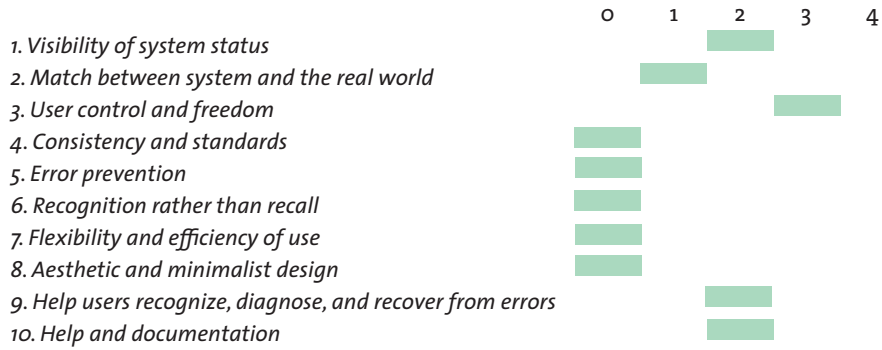 0 1 2 3 4
1. Visibility of system status
2. Match between system and the real world
3. User control and freedom
4. Consistency and standards
5. Error prevention
6. Recognition rather than recall
7. Flexibility and efficiency of use
8. Aesthetic and minimalist design
9. Help users recognize, diagnose, and recover from errors
10. Help and documentation